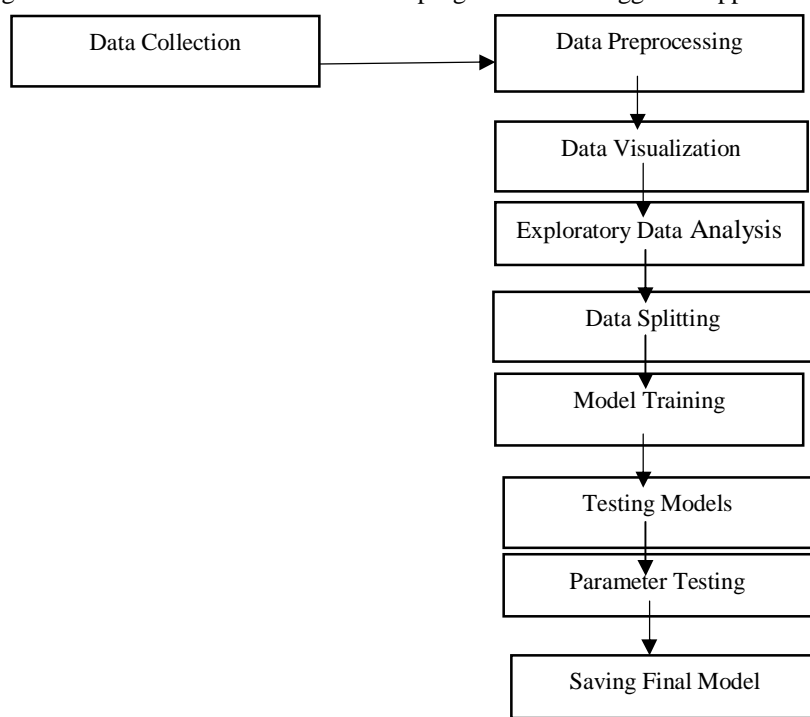 Data Collection
Data Preprocessing
Data Visualization
Exploratory Data Analysis
Data Splitting
Model Training
Testing Models
Parameter Testing
Saving Final Model